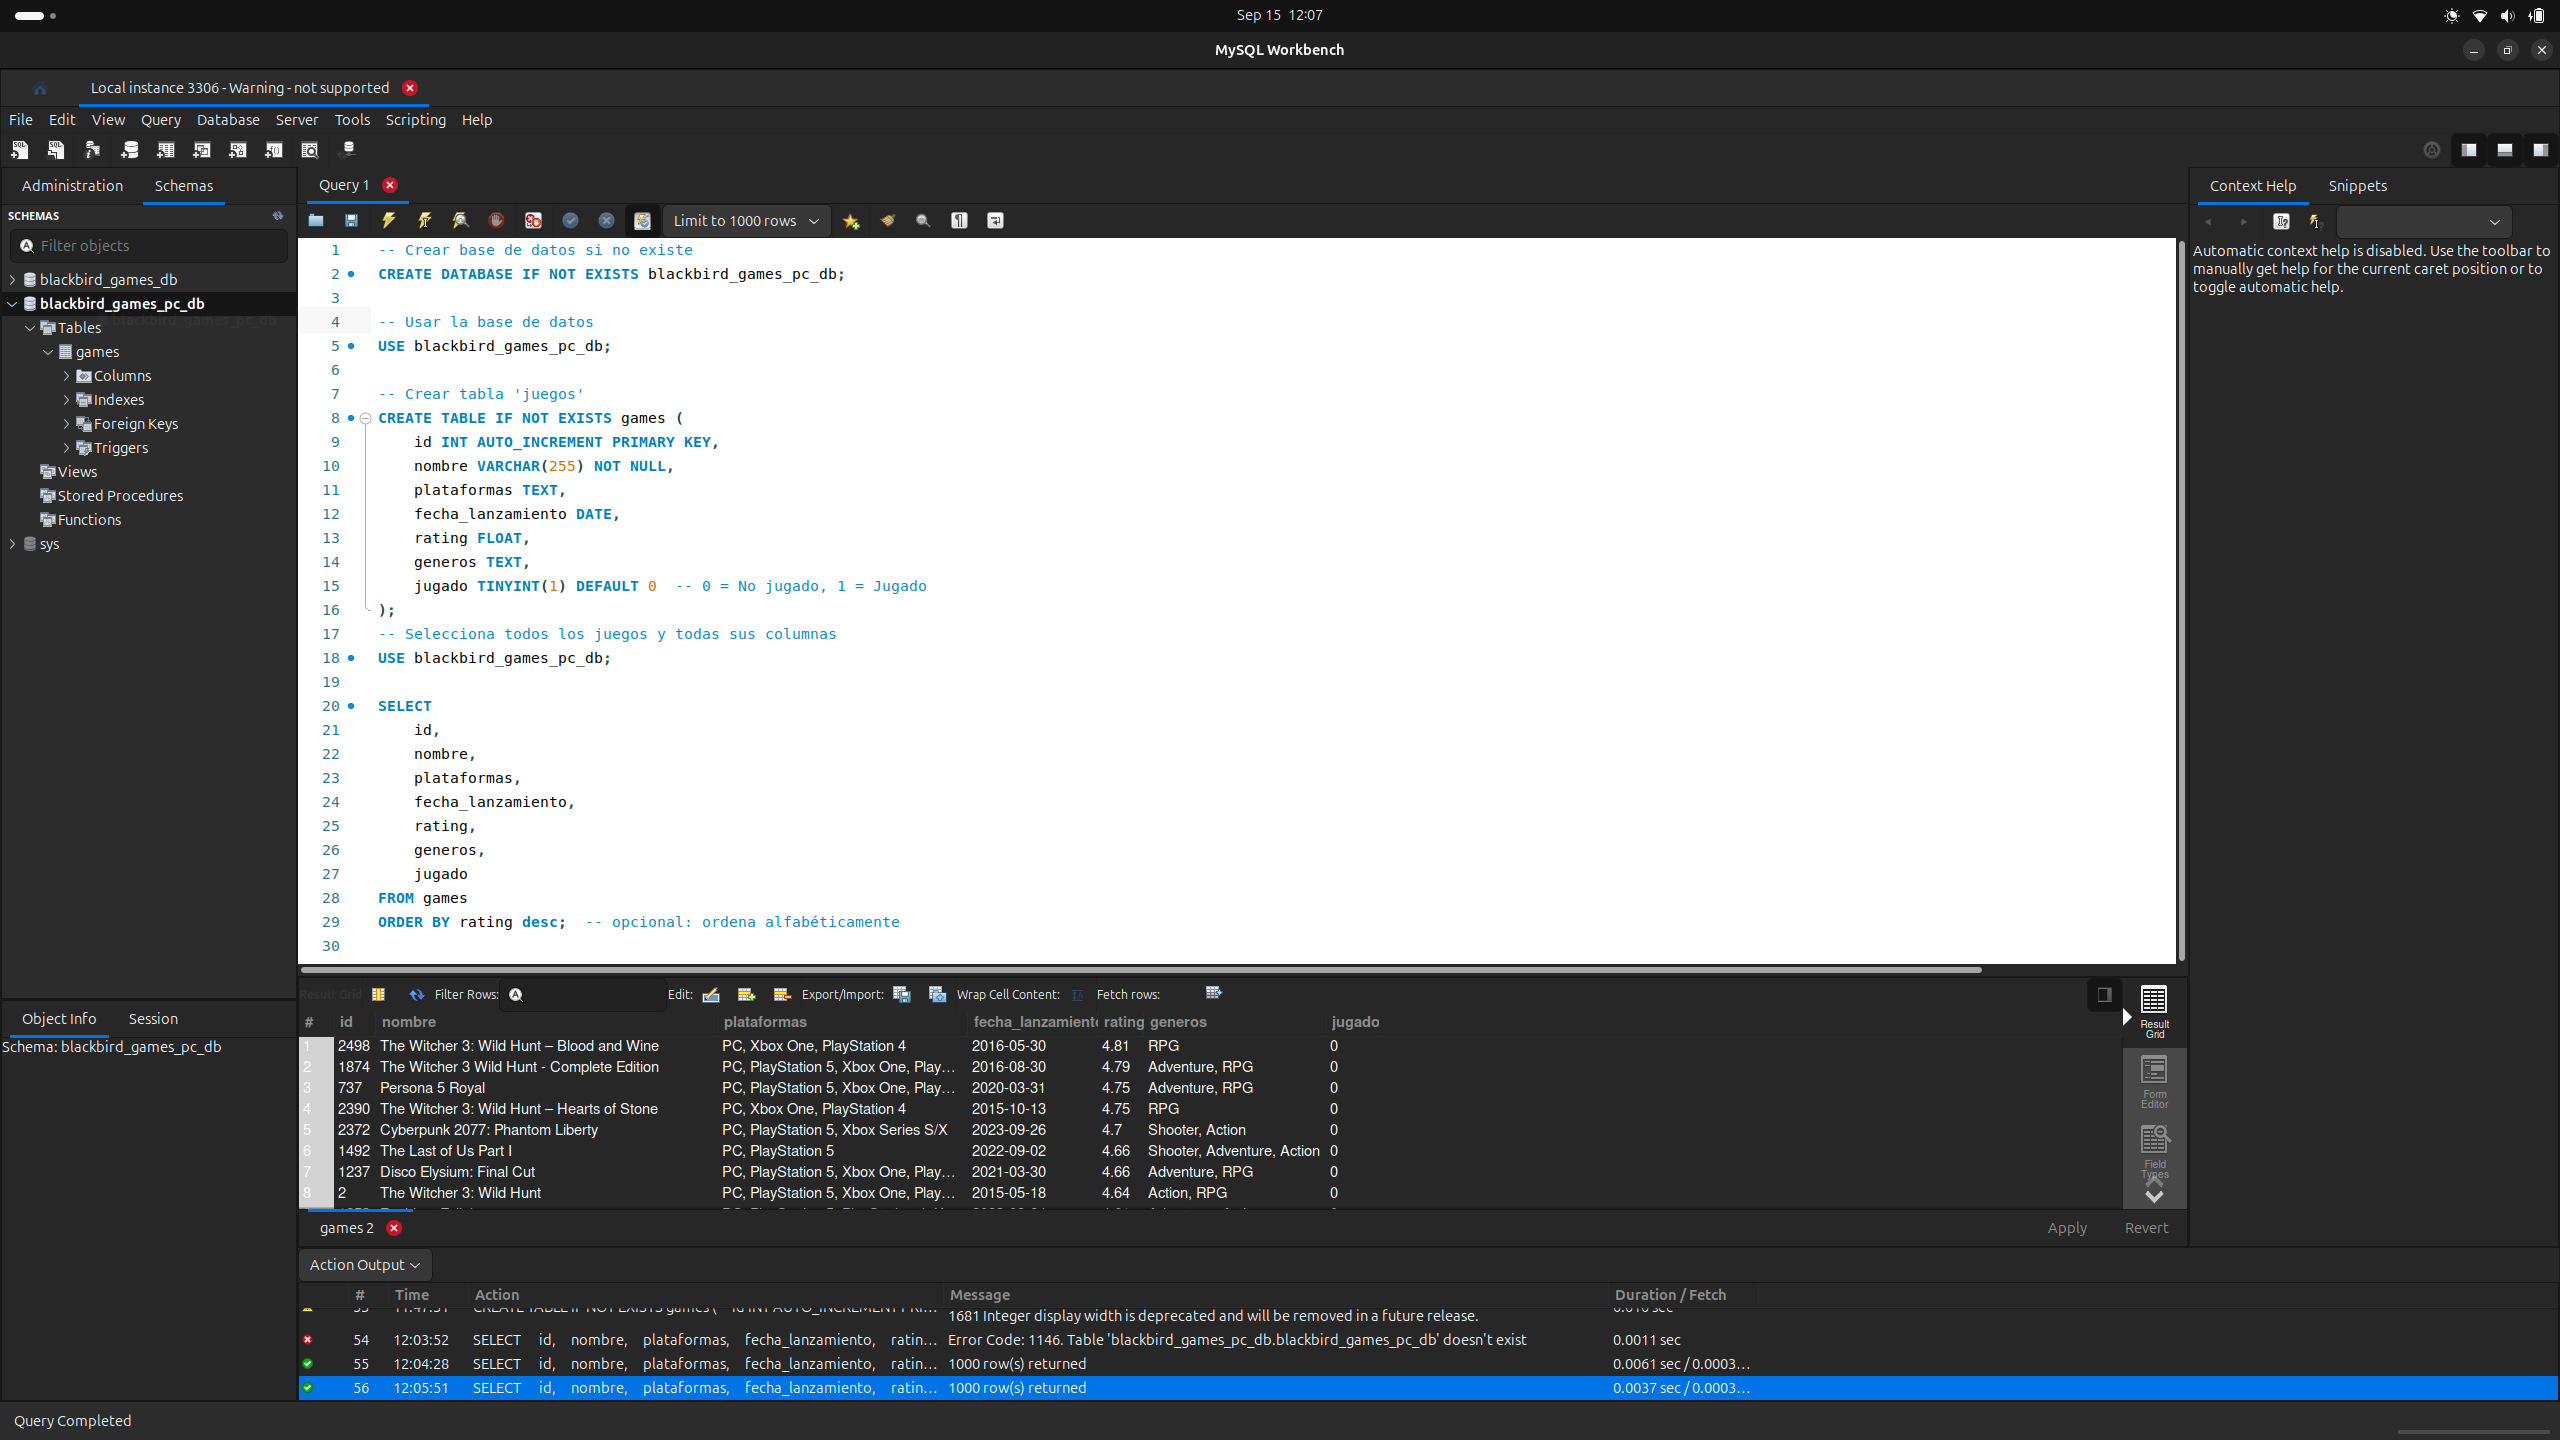 Sep 15 12:07
MySQL Workbench
Local instance 3306 - Warning - not supported
File Edit View Query Database Server Tools Scripting Help
Administration Schemas
SCHEMAS
Filter objects
blackbird_games_db
blackbird_games_pc_db
Tables
games
Columns
Indexes
Foreign Keys
Triggers
Views
Stored Procedures
Functions
sys
Query 1
Limit to 1000 rows
1 -- Crear base de datos si no existe
2 CREATE DATABASE IF NOT EXISTS blackbird_games_pc_db;
3
4 -- Usar la base de datos
5 USE blackbird_games_pc_db;
6
7 -- Crear tabla 'juegos'
8 CREATE TABLE IF NOT EXISTS games (
9 id INT AUTO_INCREMENT PRIMARY KEY,
10 nombre VARCHAR(255) NOT NULL,
11 plataformas TEXT,
12 fecha_lanzamiento DATE,
13 rating FLOAT,
14 generos TEXT,
15 jugado TINYINT(1) DEFAULT 0 -- 0 = No jugado, 1 = Jugado
16 );
17 -- Selecciona todos los juegos y todas sus columnas
18 USE blackbird_games_pc_db;
19
20 SELECT
21 id,
22 nombre,
23 plataformas,
24 fecha_lanzamiento,
25 rating,
26 generos,
27 jugado
28 FROM games
29 ORDER BY rating desc; -- opcional: ordena alfabéticamente
30
Context Help Snippets
Automatic context help is disabled. Use the toolbar to
manually get help for the current caret position or to
toggle automatic help.
Object Info Session
Schema: blackbird_games_pc_db
Result Grid Filter Rows: Edit: Export/Import: Wrap Cell Content: Fetch rows:
# id nombre plataformas fecha_lanzamiento rating generos jugado
1 2498 The Witcher 3: Wild Hunt – Blood and Wine PC, Xbox One, PlayStation 4 2016-05-30 4.81 RPG 0
2 1874 The Witcher 3 Wild Hunt - Complete Edition PC, PlayStation 5, Xbox One, Play… 2016-08-30 4.79 Adventure, RPG 0
3 737 Persona 5 Royal PC, PlayStation 5, Xbox One, Play… 2020-03-31 4.75 Adventure, RPG 0
4 2390 The Witcher 3: Wild Hunt – Hearts of Stone PC, Xbox One, PlayStation 4 2015-10-13 4.75 RPG 0
5 2372 Cyberpunk 2077: Phantom Liberty PC, PlayStation 5, Xbox Series S/X 2023-09-26 4.7 Shooter, Action 0
6 1492 The Last of Us Part I PC, PlayStation 5 2022-09-02 4.66 Shooter, Adventure, Action 0
7 1237 Disco Elysium: Final Cut PC, PlayStation 5, Xbox One, Play… 2021-03-30 4.66 Adventure, RPG 0
8 2 The Witcher 3: Wild Hunt PC, PlayStation 5, Xbox One, Play… 2015-05-18 4.64 Action, RPG 0
Result
Grid
Form
Editor
Field
Types
games 2
Apply Revert
Action Output
# Time Action Message Duration / Fetch
1681 Integer display width is deprecated and will be removed in a future release.
54 12:03:52 SELECT id, nombre, plataformas, fecha_lanzamiento, ratin… Error Code: 1146. Table 'blackbird_games_pc_db.blackbird_games_pc_db' doesn't exist 0.0011 sec
55 12:04:28 SELECT id, nombre, plataformas, fecha_lanzamiento, ratin… 1000 row(s) returned 0.0061 sec / 0.0003…
56 12:05:51 SELECT id, nombre, plataformas, fecha_lanzamiento, ratin… 1000 row(s) returned 0.0037 sec / 0.0003…
Query Completed